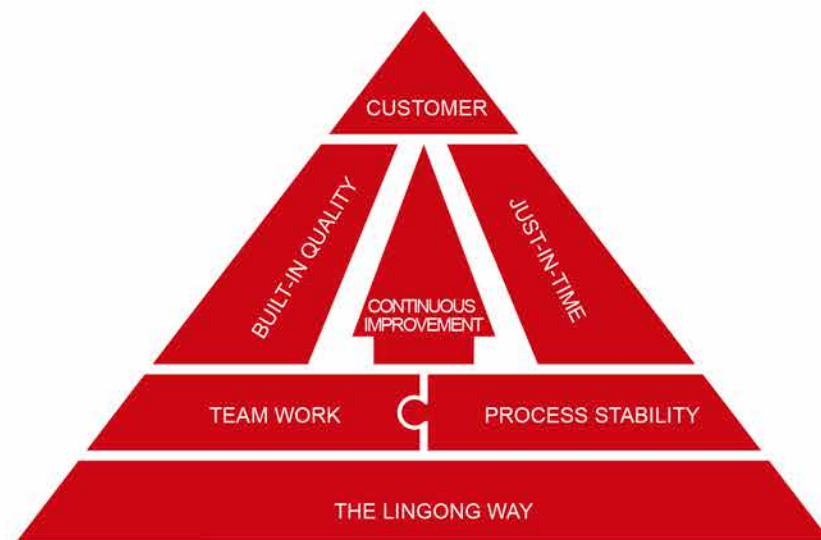 CUSTOMER
BUILT-IN QUALITY
CONTINUOUS
IMPROVEMENT
JUST-IN-TIME
TEAM WORK
PROCESS STABILITY
THE LINGONG WAY